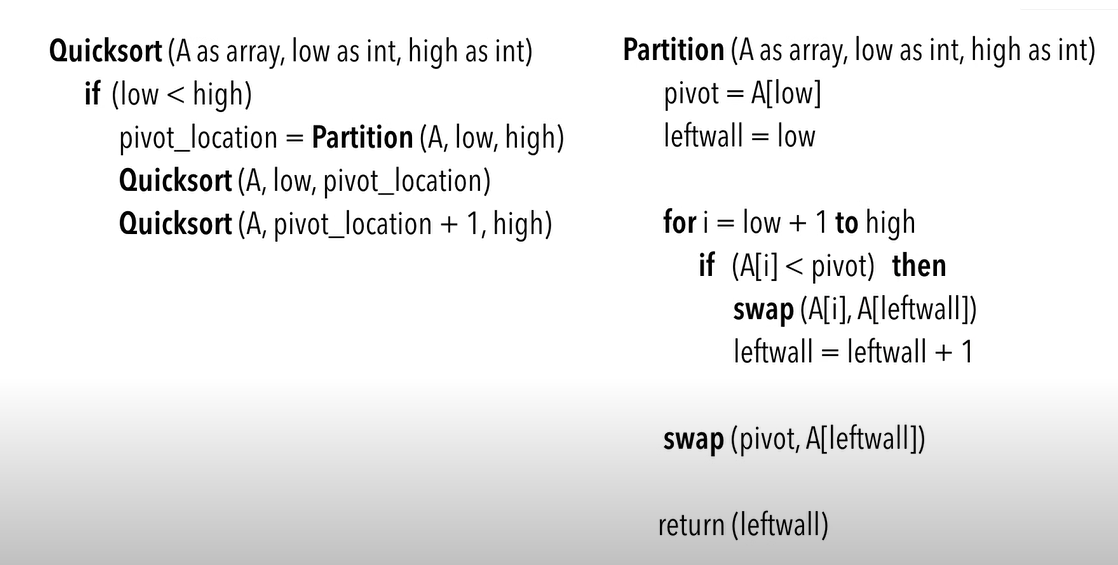 Quicksort (A as array, low as int, high as int)
if (low < high)
pivot_location = Partition (A, low, high)
Quicksort (A, low, pivot_location)
Quicksort (A, pivot_location + 1, high)
Partition (A as array, low as int, high as int)
pivot = A[low]
leftwall = low
for i = low + 1 to high
if (A[i] < pivot) then
swap (A[i], A[leftwall])
leftwall = leftwall + 1
swap (pivot, A[leftwall])
return (leftwall)